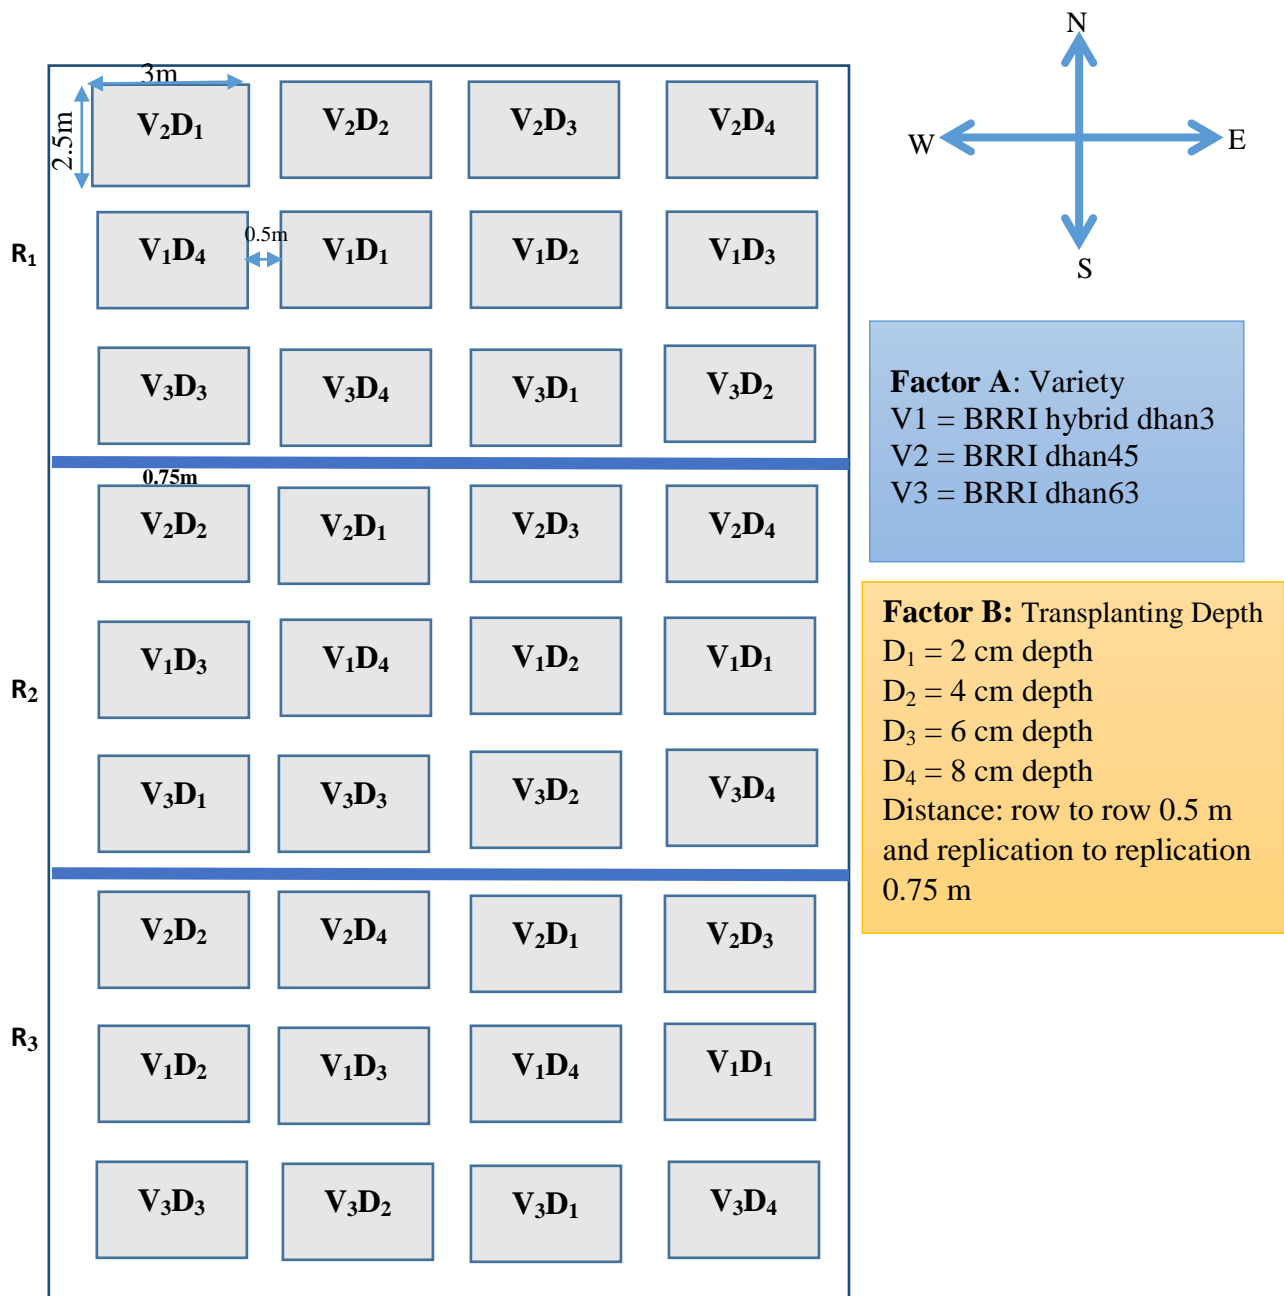 N
W
E
S
3m
2.5m
V₂D₁
V₂D₂
V₂D₃
V₂D₄
R₁
V₁D₄
0.5m
V₁D₁
V₁D₂
V₁D₃
V₃D₃
V₃D₄
V₃D₁
V₃D₂
0.75m
V₂D₂
V₂D₁
V₂D₃
V₂D₄
R₂
V₁D₃
V₁D₄
V₁D₂
V₁D₁
V₃D₁
V₃D₃
V₃D₂
V₃D₄
V₂D₂
V₂D₄
V₂D₁
V₂D₃
R₃
V₁D₂
V₁D₃
V₁D₄
V₁D₁
V₃D₃
V₃D₂
V₃D₁
V₃D₄
Factor A: Variety
V1 = BRRI hybrid dhan3
V2 = BRRI dhan45
V3 = BRRI dhan63
Factor B: Transplanting Depth
D₁ = 2 cm depth
D₂ = 4 cm depth
D₃ = 6 cm depth
D₄ = 8 cm depth
Distance: row to row 0.5 m
and replication to replication
0.75 m